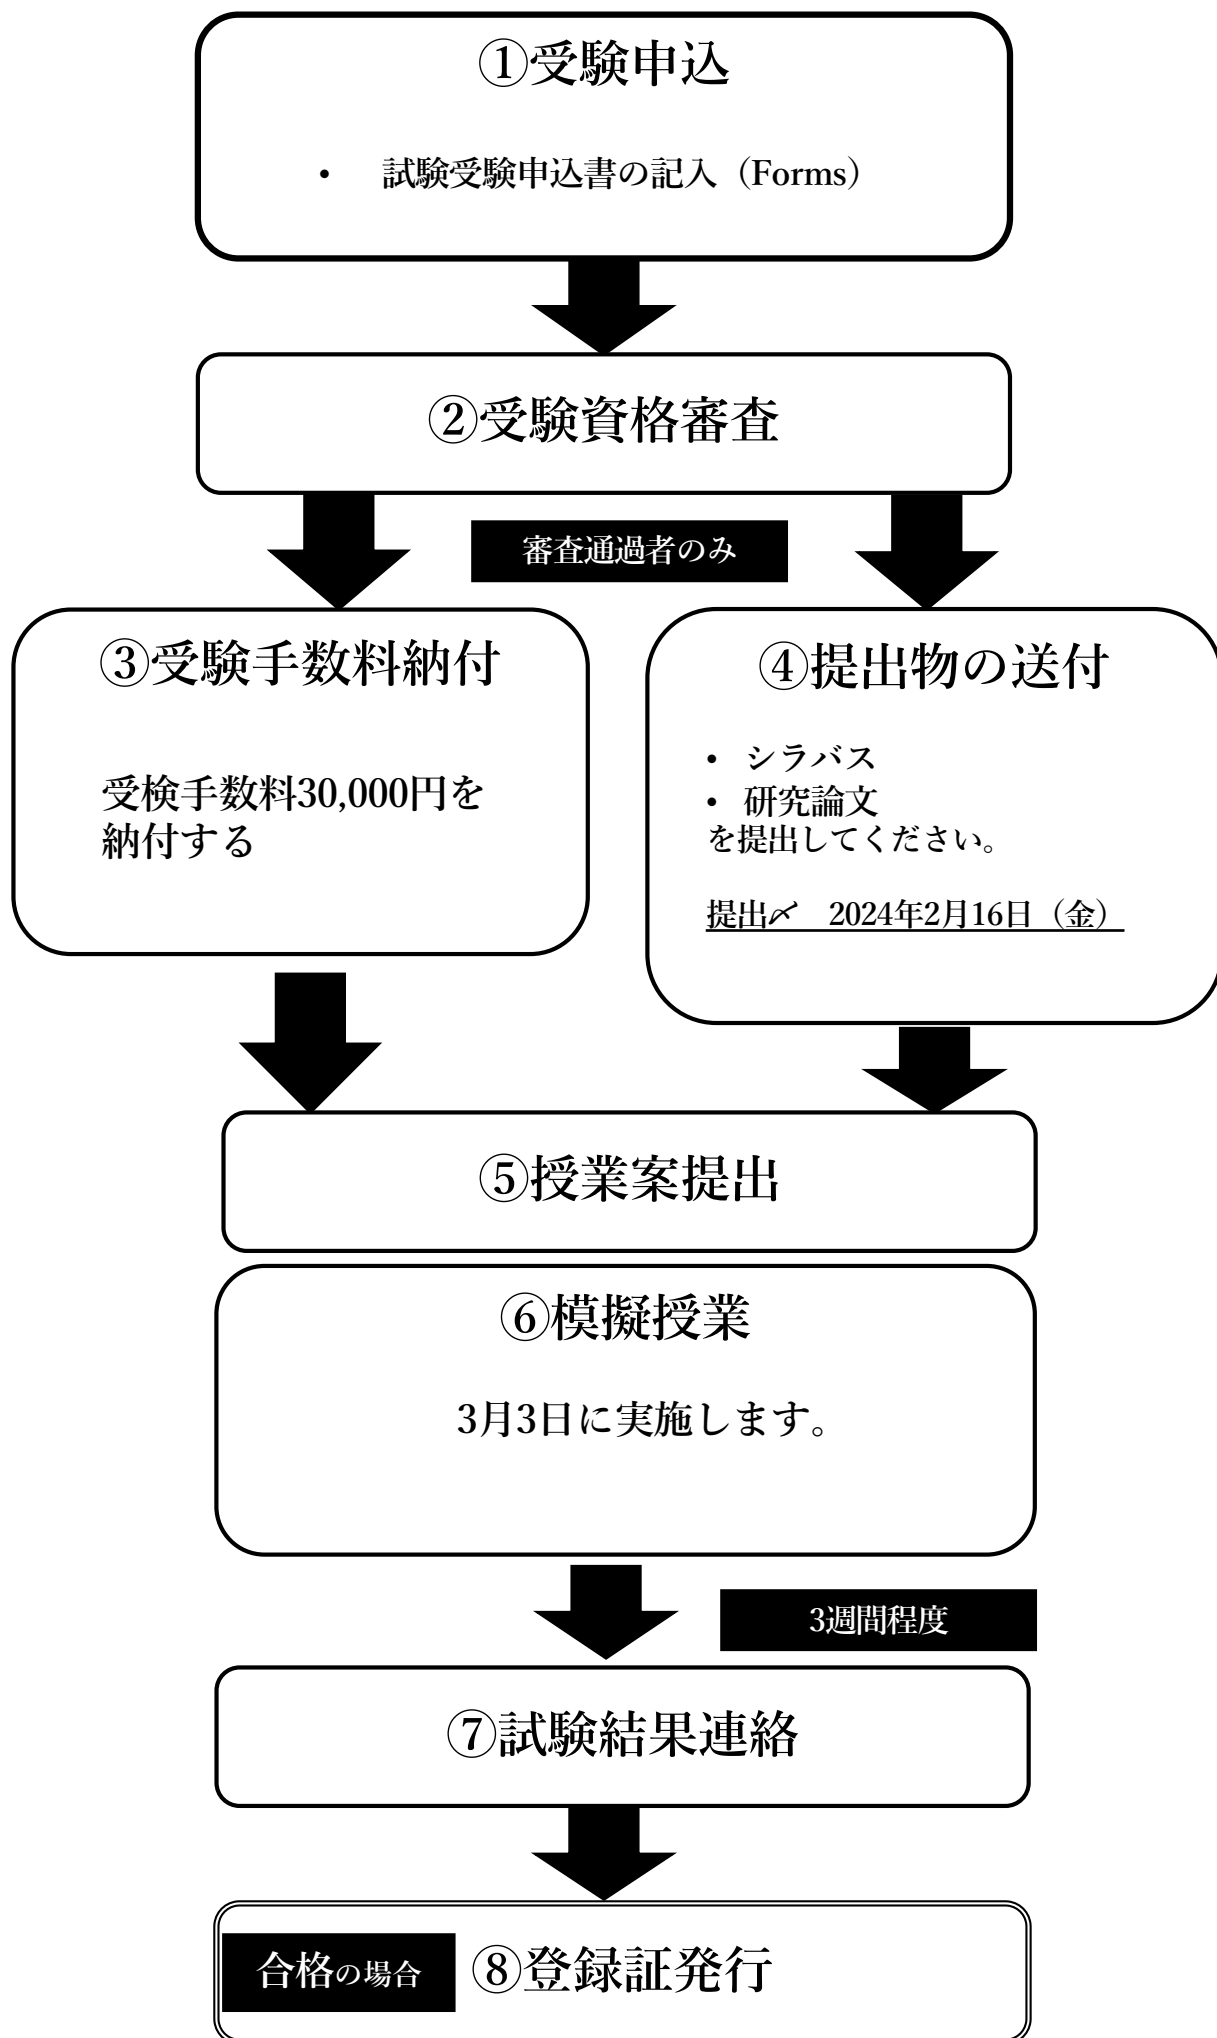 ①受験申込
• 試験受験申込書の記入（Forms）
②受験資格審査
審査通過者のみ
③受験手数料納付
受検手数料30,000円を
納付する
④提出物の送付
• シラバス
• 研究論文
を提出してください。
提出〆　2024年2月16日（金）
⑤授業案提出
⑥模擬授業
3月3日に実施します。
3週間程度
⑦試験結果連絡
合格の場合
⑧登録証発行